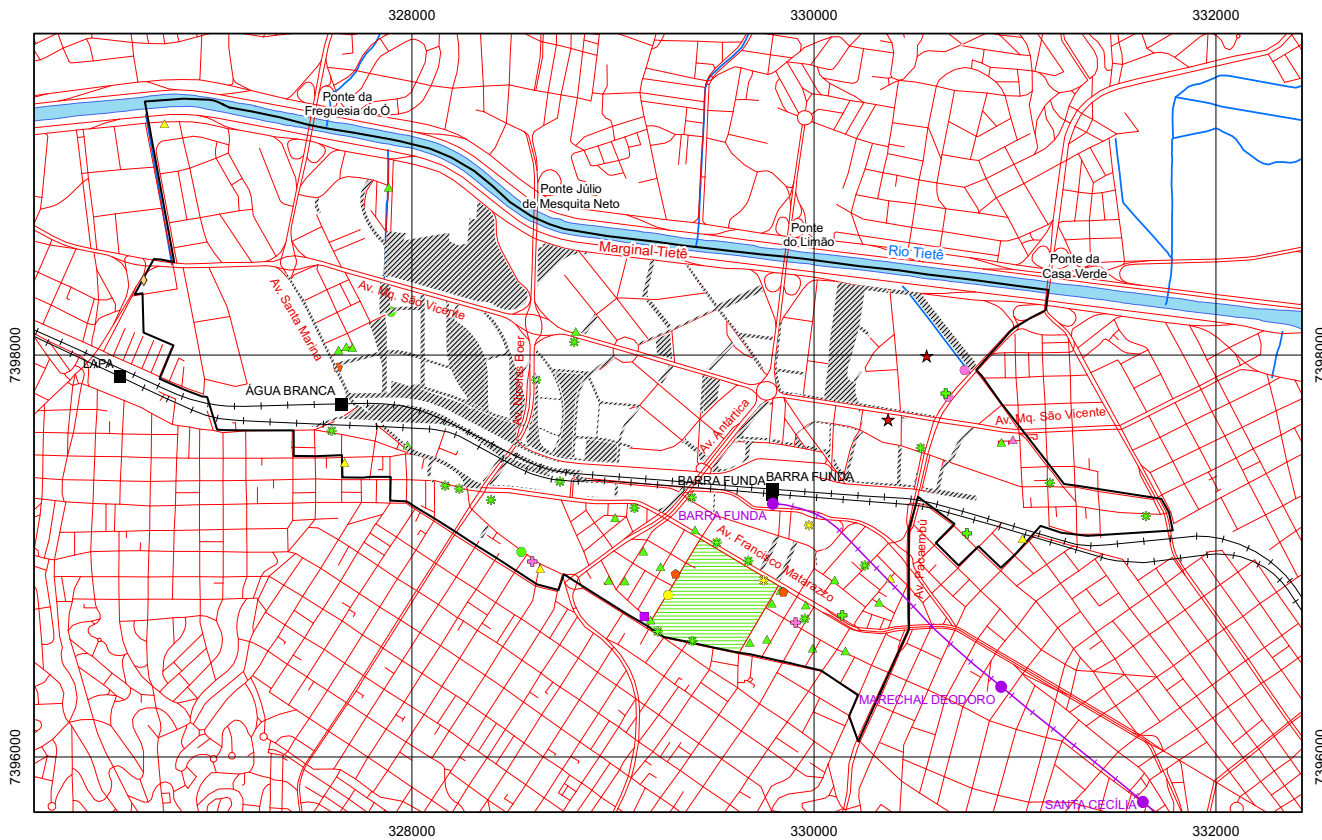 328000
330000
332000
Ponte da
Freguesia do Ó
Ponte Júlio
de Mesquita Neto
Ponte
do Limão
Marginal Tietê
Rio Tietê
Ponte da
Casa Verde
Av. Santa Marina
Av. Mq. São Vicente
7398000
7398000
LAPA
ÁGUA BRANCA
Av. Nicolas Boer
Av. Antártica
Av. Mq. São Vicente
BARRA FUNDA
BARRA FUNDA
BARRA FUNDA
Av. Francisco Matarazzo
Av. Pacaembú
MARECHAL DEODORO
7396000
7396000
SANTA CECÍLIA
328000
330000
332000